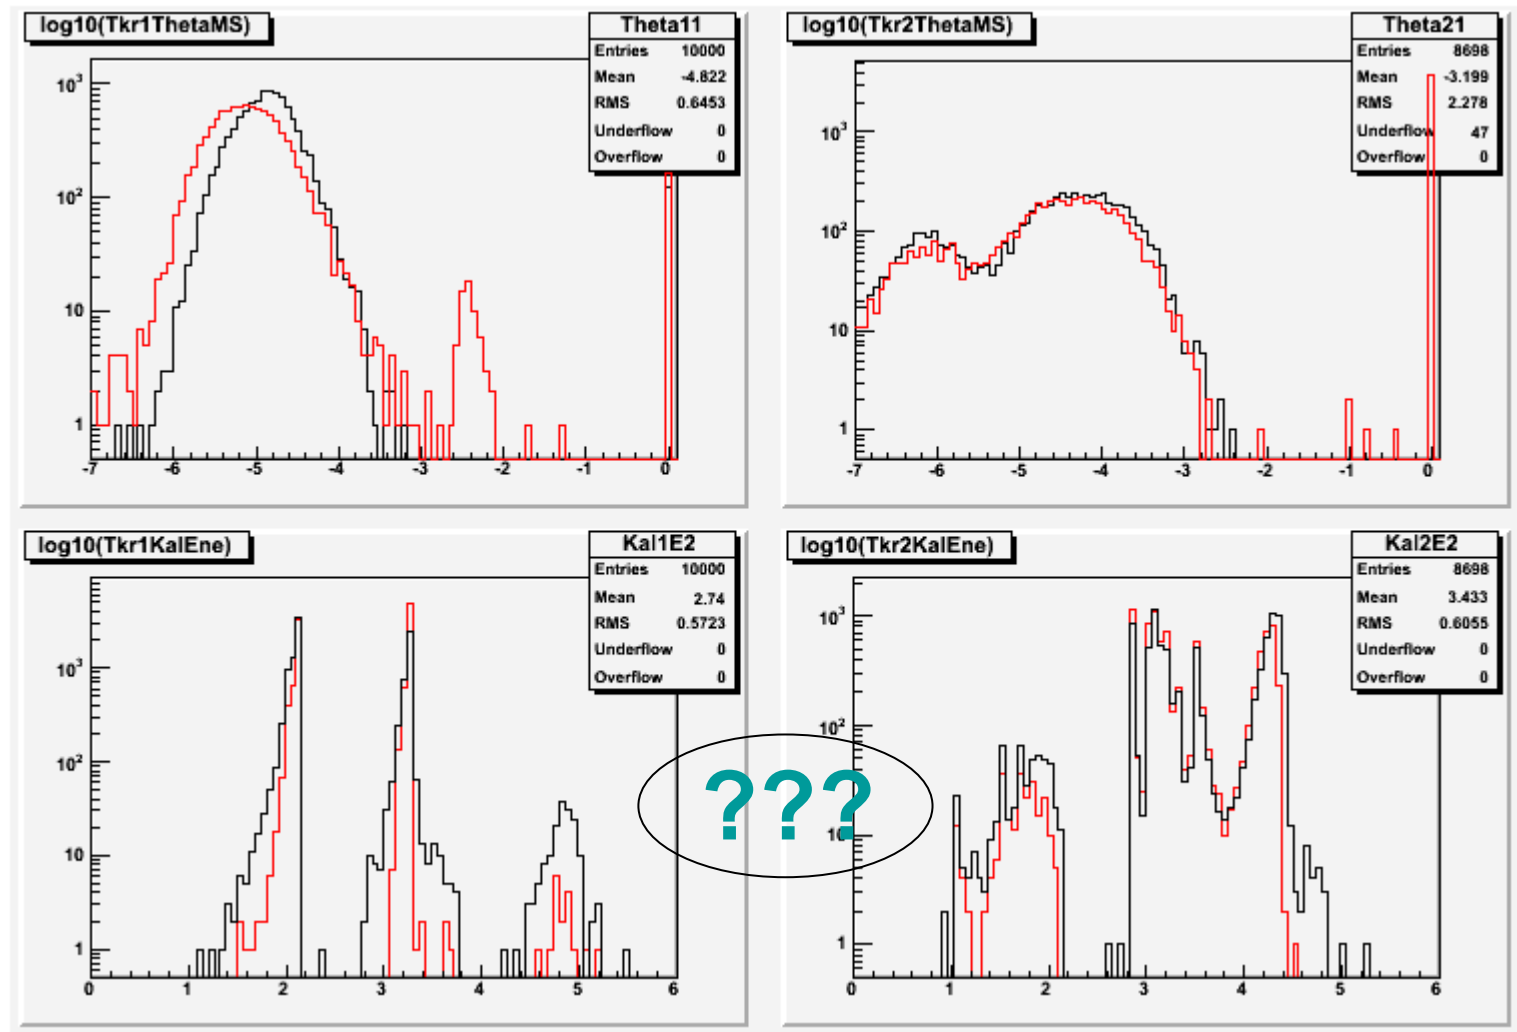 log10(Tkr1ThetaMS)
Theta11
Entries 10000
Mean -4.822
RMS 0.6453
Underflow 0
Overflow 0
10³
10²
10
1
-7 -6 -5 -4 -3 -2 -1 0
log10(Tkr2ThetaMS)
Theta21
Entries 8698
Mean -3.199
RMS 2.278
Underflow 47
Overflow 0
10³
10²
10
1
-7 -6 -5 -4 -3 -2 -1 0
log10(Tkr1KalEne)
Kal1E2
Entries 10000
Mean 2.74
RMS 0.5723
Underflow 0
Overflow 0
10³
10²
10
1
0 1 2 3 4 5 6
log10(Tkr2KalEne)
Kal2E2
Entries 8698
Mean 3.433
RMS 0.6055
Underflow 0
Overflow 0
10³
10²
10
1
0 1 2 3 4 5 6
???